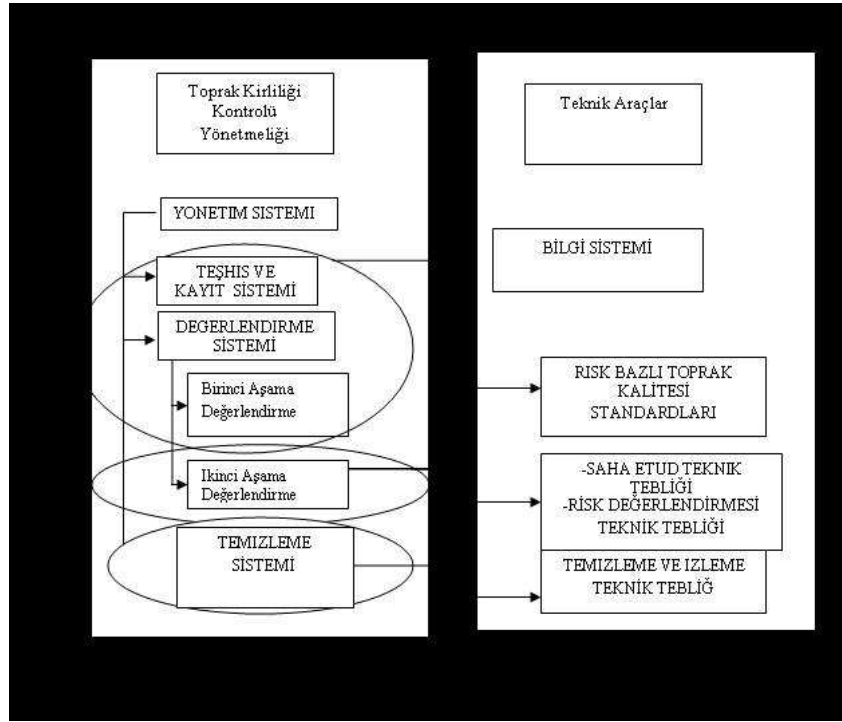 Toprak Kirliliği
Kontrolü
Yönetmeliği
YONETIM SISTEMI
TEŞHIS VE
KAYIT SİSTEMİ
DEGERLENDIRME
SİSTEMİ
Birinci Aşama
Değerlendirme
Ikinci Aşama
Değerlendirme
TEMIZLEME
SİSTEMİ
Teknik Araçlar
BİLGİ SİSTEMİ
RISK BAZLI TOPRAK
KALİTESİ
STANDARDLARI
-SAHA ETUD TEKNIK
TEBLİĞİ
-RİSK DEĞERLENDİRMESİ
TEKNİK TEBLİĞİ
TEMIZLEME VE IZLEME
TEKNİK TEBLİĞ